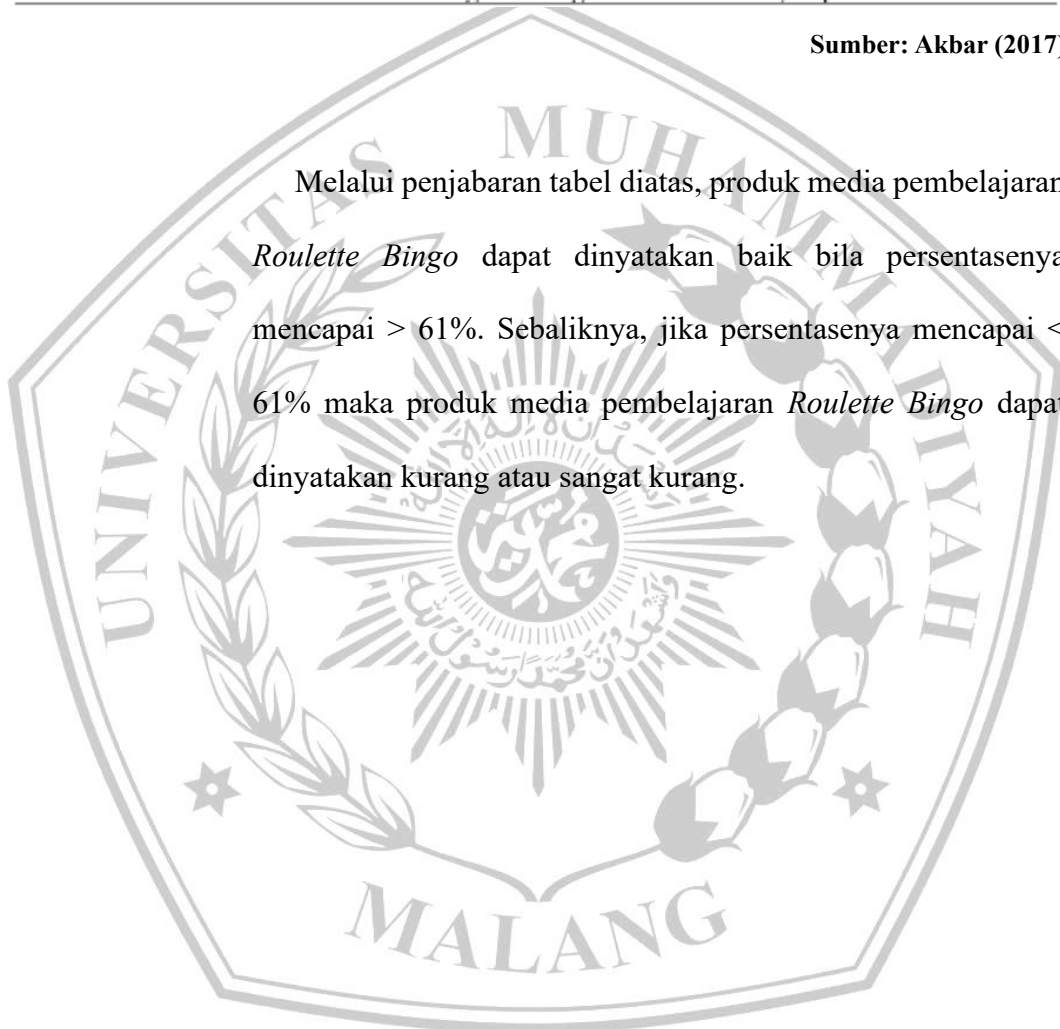 Sumber: Akbar (2017)
Melalui penjabaran tabel diatas, produk media pembelajaran
Roulette Bingo dapat dinyatakan baik bila persentasenya
mencapai > 61%. Sebaliknya, jika persentasenya mencapai <
61% maka produk media pembelajaran Roulette Bingo dapat
dinyatakan kurang atau sangat kurang.
UNIVERSITAS MUHAMMADIYAH
MALANG